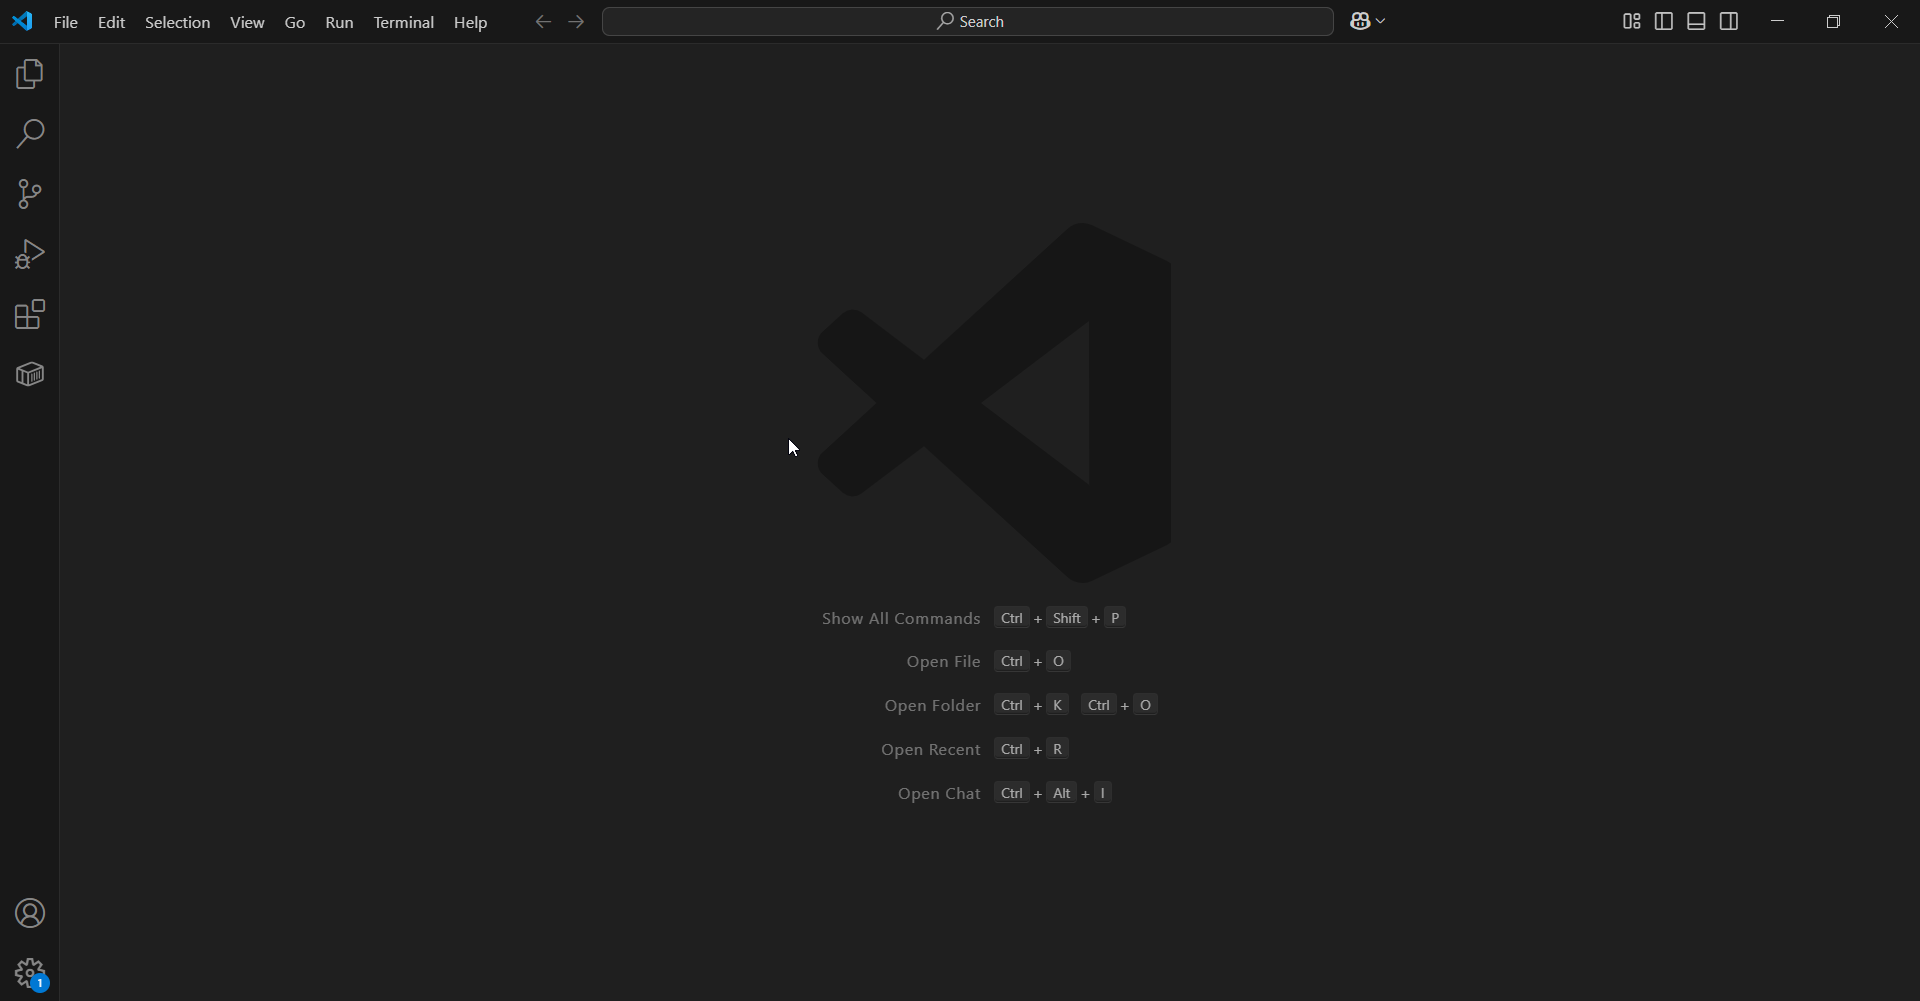 File Edit Selection View Go Run Terminal Help Search
Show All Commands Ctrl + Shift + P
Open File Ctrl + O
Open Folder Ctrl + K Ctrl + O
Open Recent Ctrl + R
Open Chat Ctrl + Alt + I
1